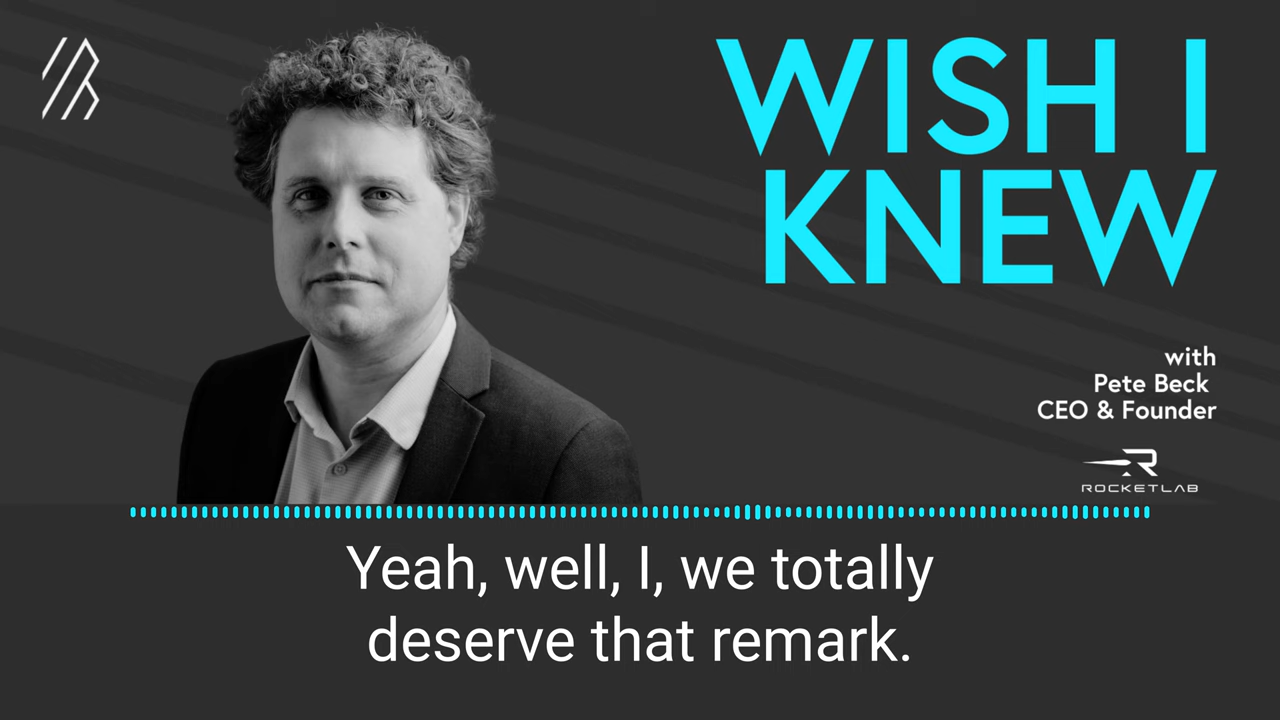 WISH I
KNEW
with
Pete Beck
CEO & Founder
ROCKETLAB
Yeah, well, I, we totally
deserve that remark.